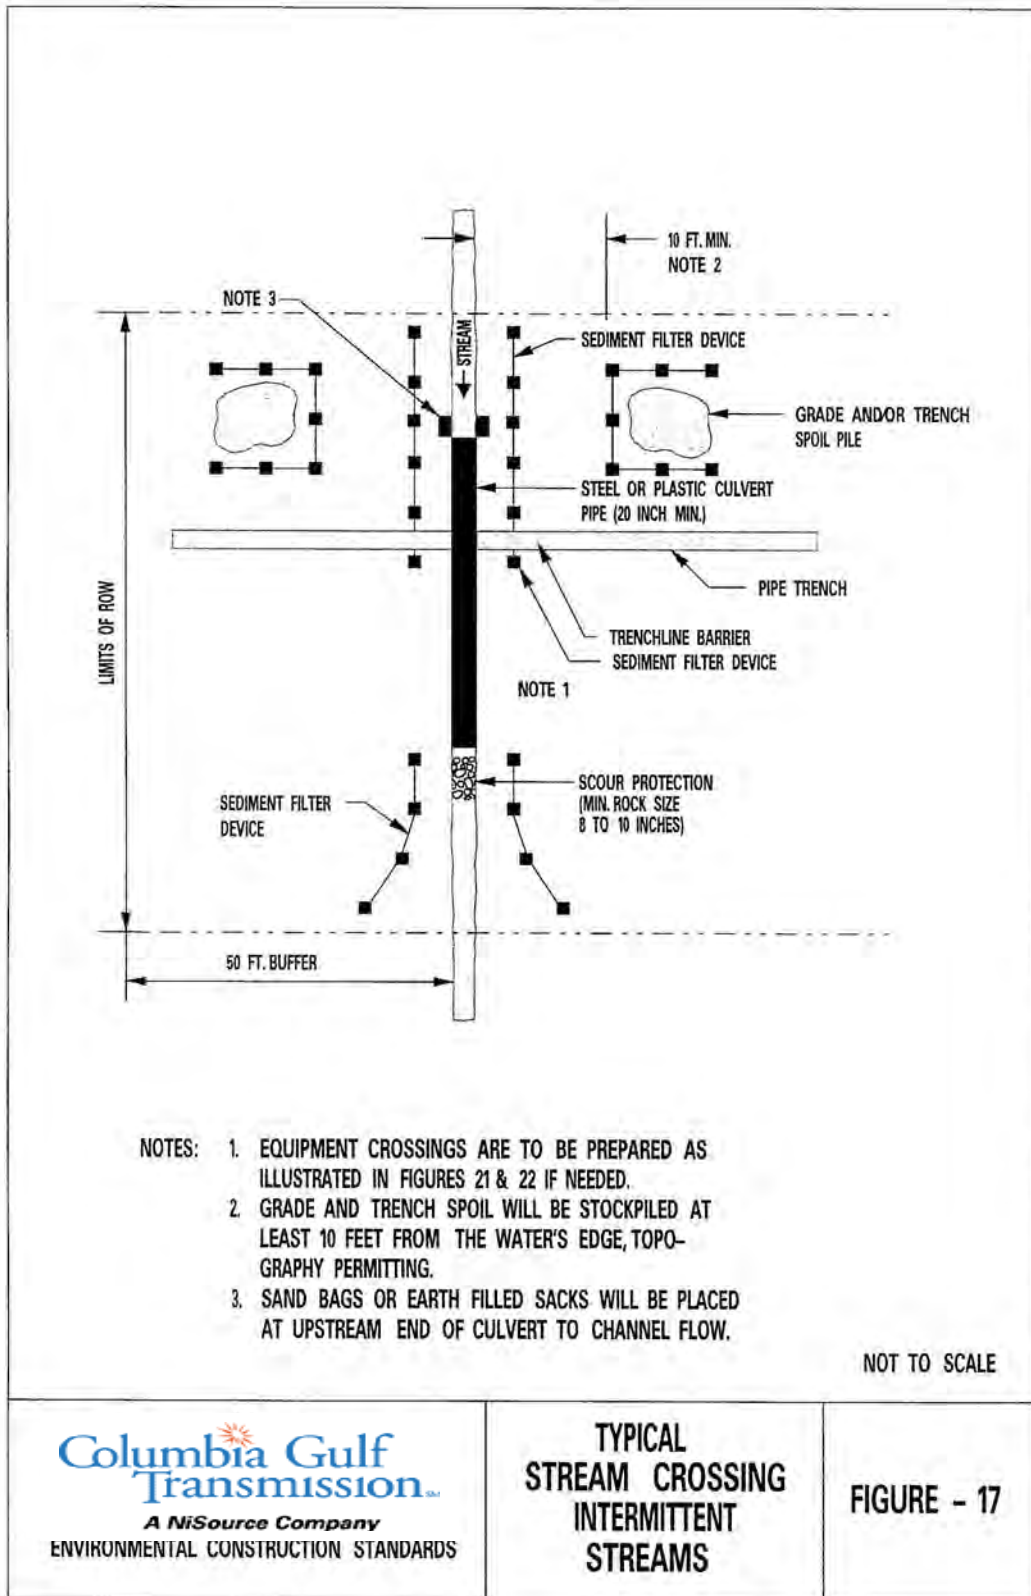 10 FT. MIN.
NOTE 2
NOTE 3
STREAM
SEDIMENT FILTER DEVICE
GRADE AND/OR TRENCH
SPOIL PILE
STEEL OR PLASTIC CULVERT
PIPE (20 INCH MIN.)
PIPE TRENCH
LIMITS OF ROW
TRENCHLINE BARRIER
SEDIMENT FILTER DEVICE
NOTE 1
SCOUR PROTECTION
(MIN. ROCK SIZE
8 TO 10 INCHES)
SEDIMENT FILTER
DEVICE
50 FT. BUFFER
NOTES: 1. EQUIPMENT CROSSINGS ARE TO BE PREPARED AS
ILLUSTRATED IN FIGURES 21 & 22 IF NEEDED.
2. GRADE AND TRENCH SPOIL WILL BE STOCKPILED AT
LEAST 10 FEET FROM THE WATER'S EDGE, TOPO-
GRAPHY PERMITTING.
3. SAND BAGS OR EARTH FILLED SACKS WILL BE PLACED
AT UPSTREAM END OF CULVERT TO CHANNEL FLOW.
NOT TO SCALE
Columbia Gulf
Transmission
A NiSource Company
ENVIRONMENTAL CONSTRUCTION STANDARDS
TYPICAL
STREAM CROSSING
INTERMITTENT
STREAMS
FIGURE - 17